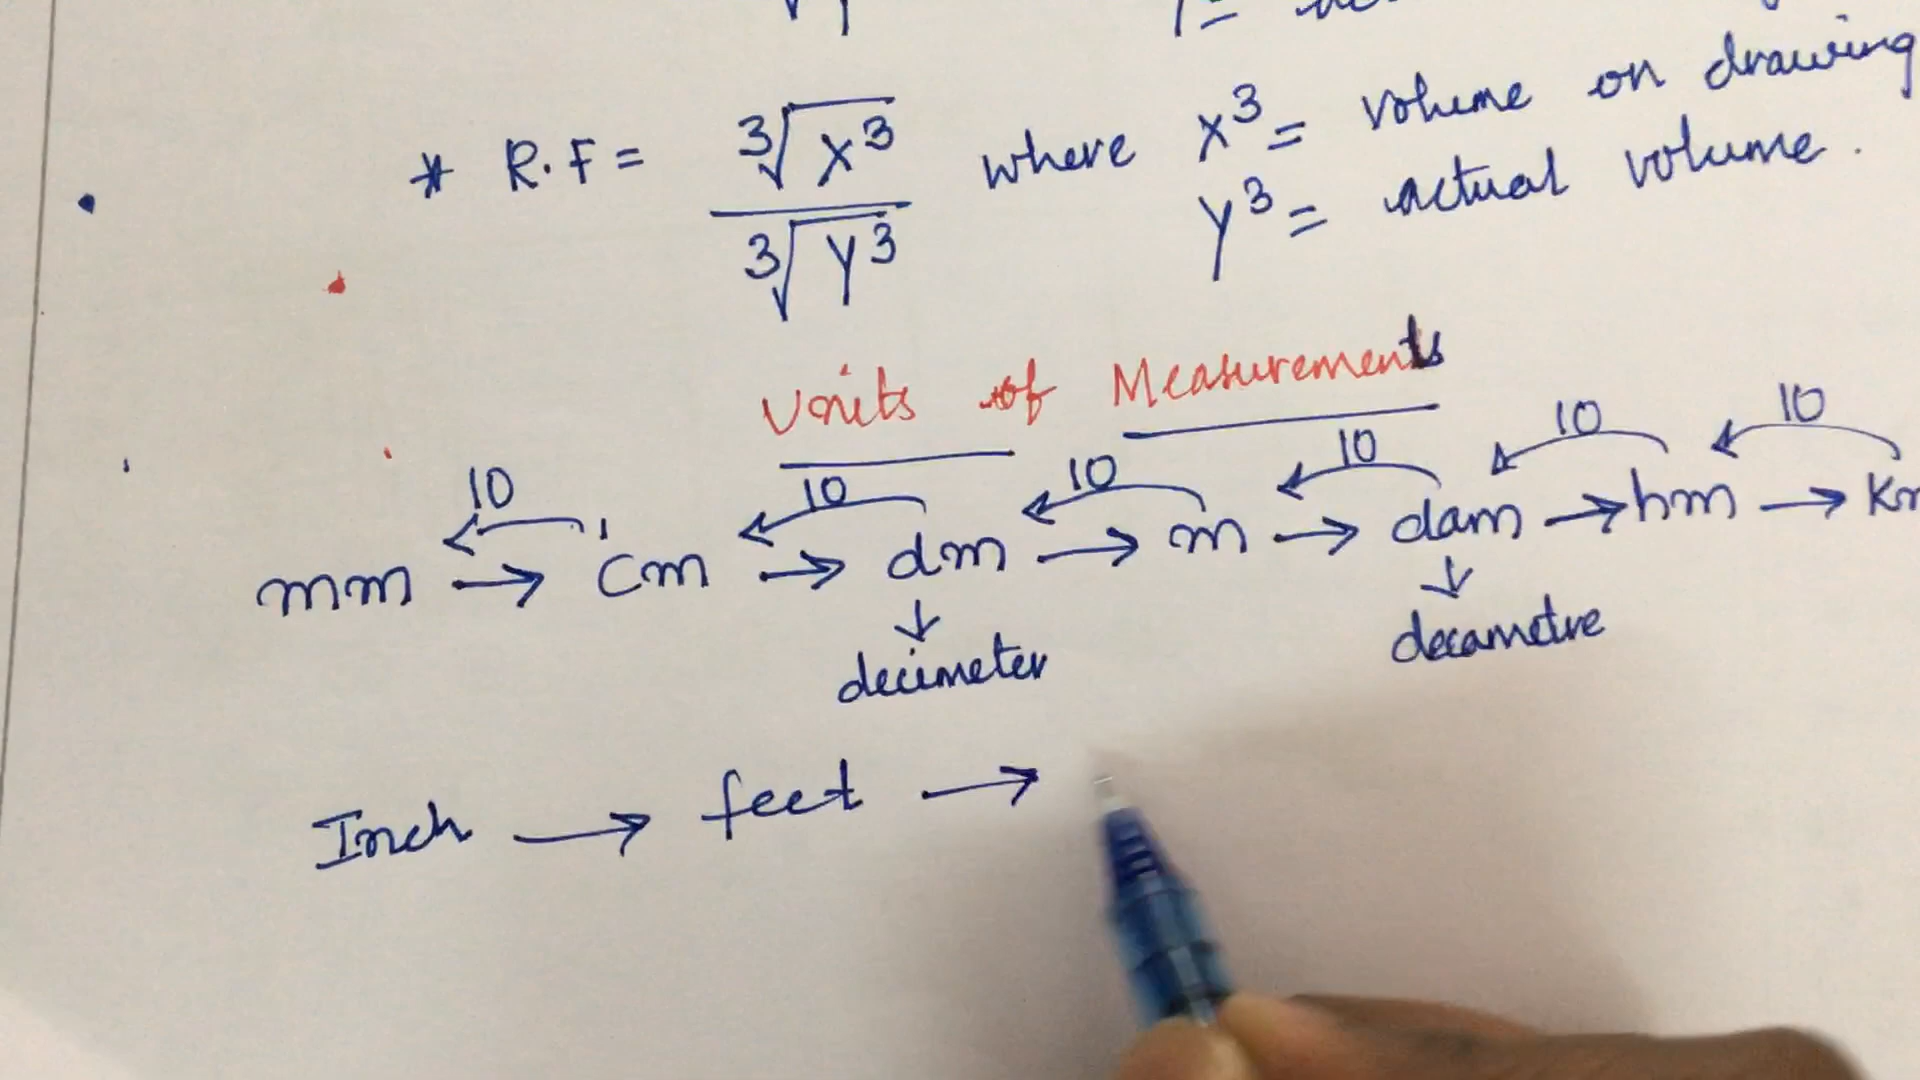 * R.F = ∛x³ / ∛y³ where x³ = volume on drawing
y³ = actual volume.
Units of Measurements
10 10 10 10 10 10
mm → cm → dm → m → dam → hm → km
↓ ↓
decimeter decametre
Inch → feet →